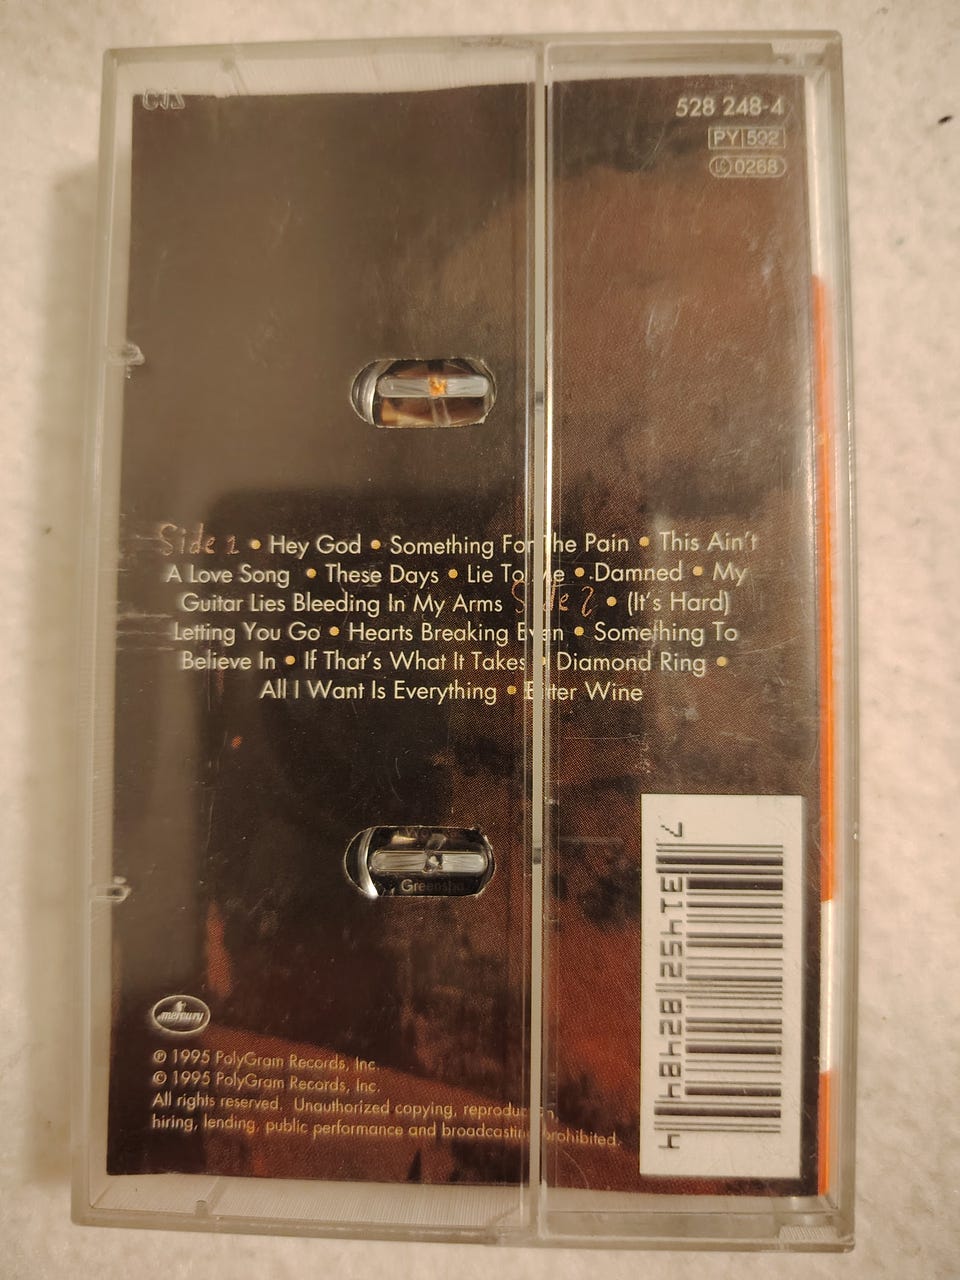 528 248-4
PY 592
LC 0268
Side 1 • Hey God • Something For The Pain • This Ain't
A Love Song • These Days • Lie To Me • Damned • My
Guitar Lies Bleeding In My Arms Side 2 • (It's Hard)
Letting You Go • Hearts Breaking Even • Something To
Believe In • If That's What It Takes • Diamond Ring •
All I Want Is Everything • Bitter Wine
mercury
℗ 1995 PolyGram Records, Inc.
© 1995 PolyGram Records, Inc.
All rights reserved. Unauthorized copying, reproduction,
hiring, lending, public performance and broadcasting prohibited.
7 31452 82484 4